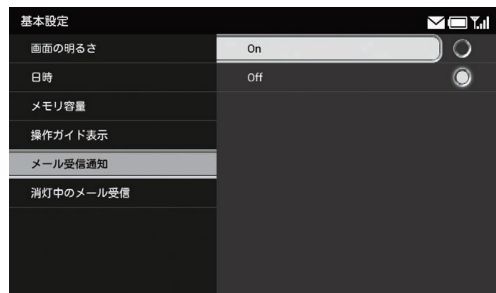 基本設定
画面の明るさ
On
日時
Off
メモリ容量
操作ガイド表示
メール受信通知
消灯中のメール受信